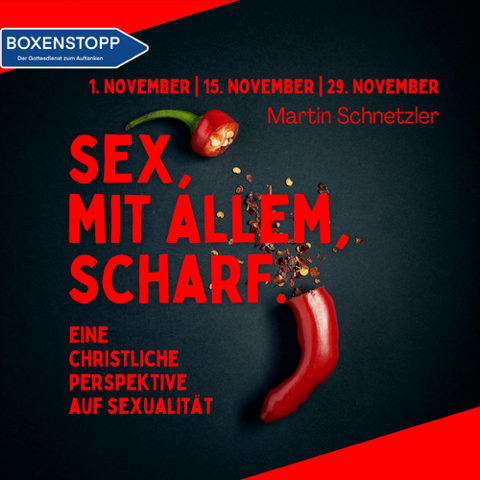 BOXENSTOPP
Der Gottesdienst zum Auftanken
1. NOVEMBER | 15. NOVEMBER | 29. NOVEMBER
Martin Schnetzler
SEX,
MIT ALLEM,
SCHARF.
EINE
CHRISTLICHE
PERSPEKTIVE
AUF SEXUALITÄT